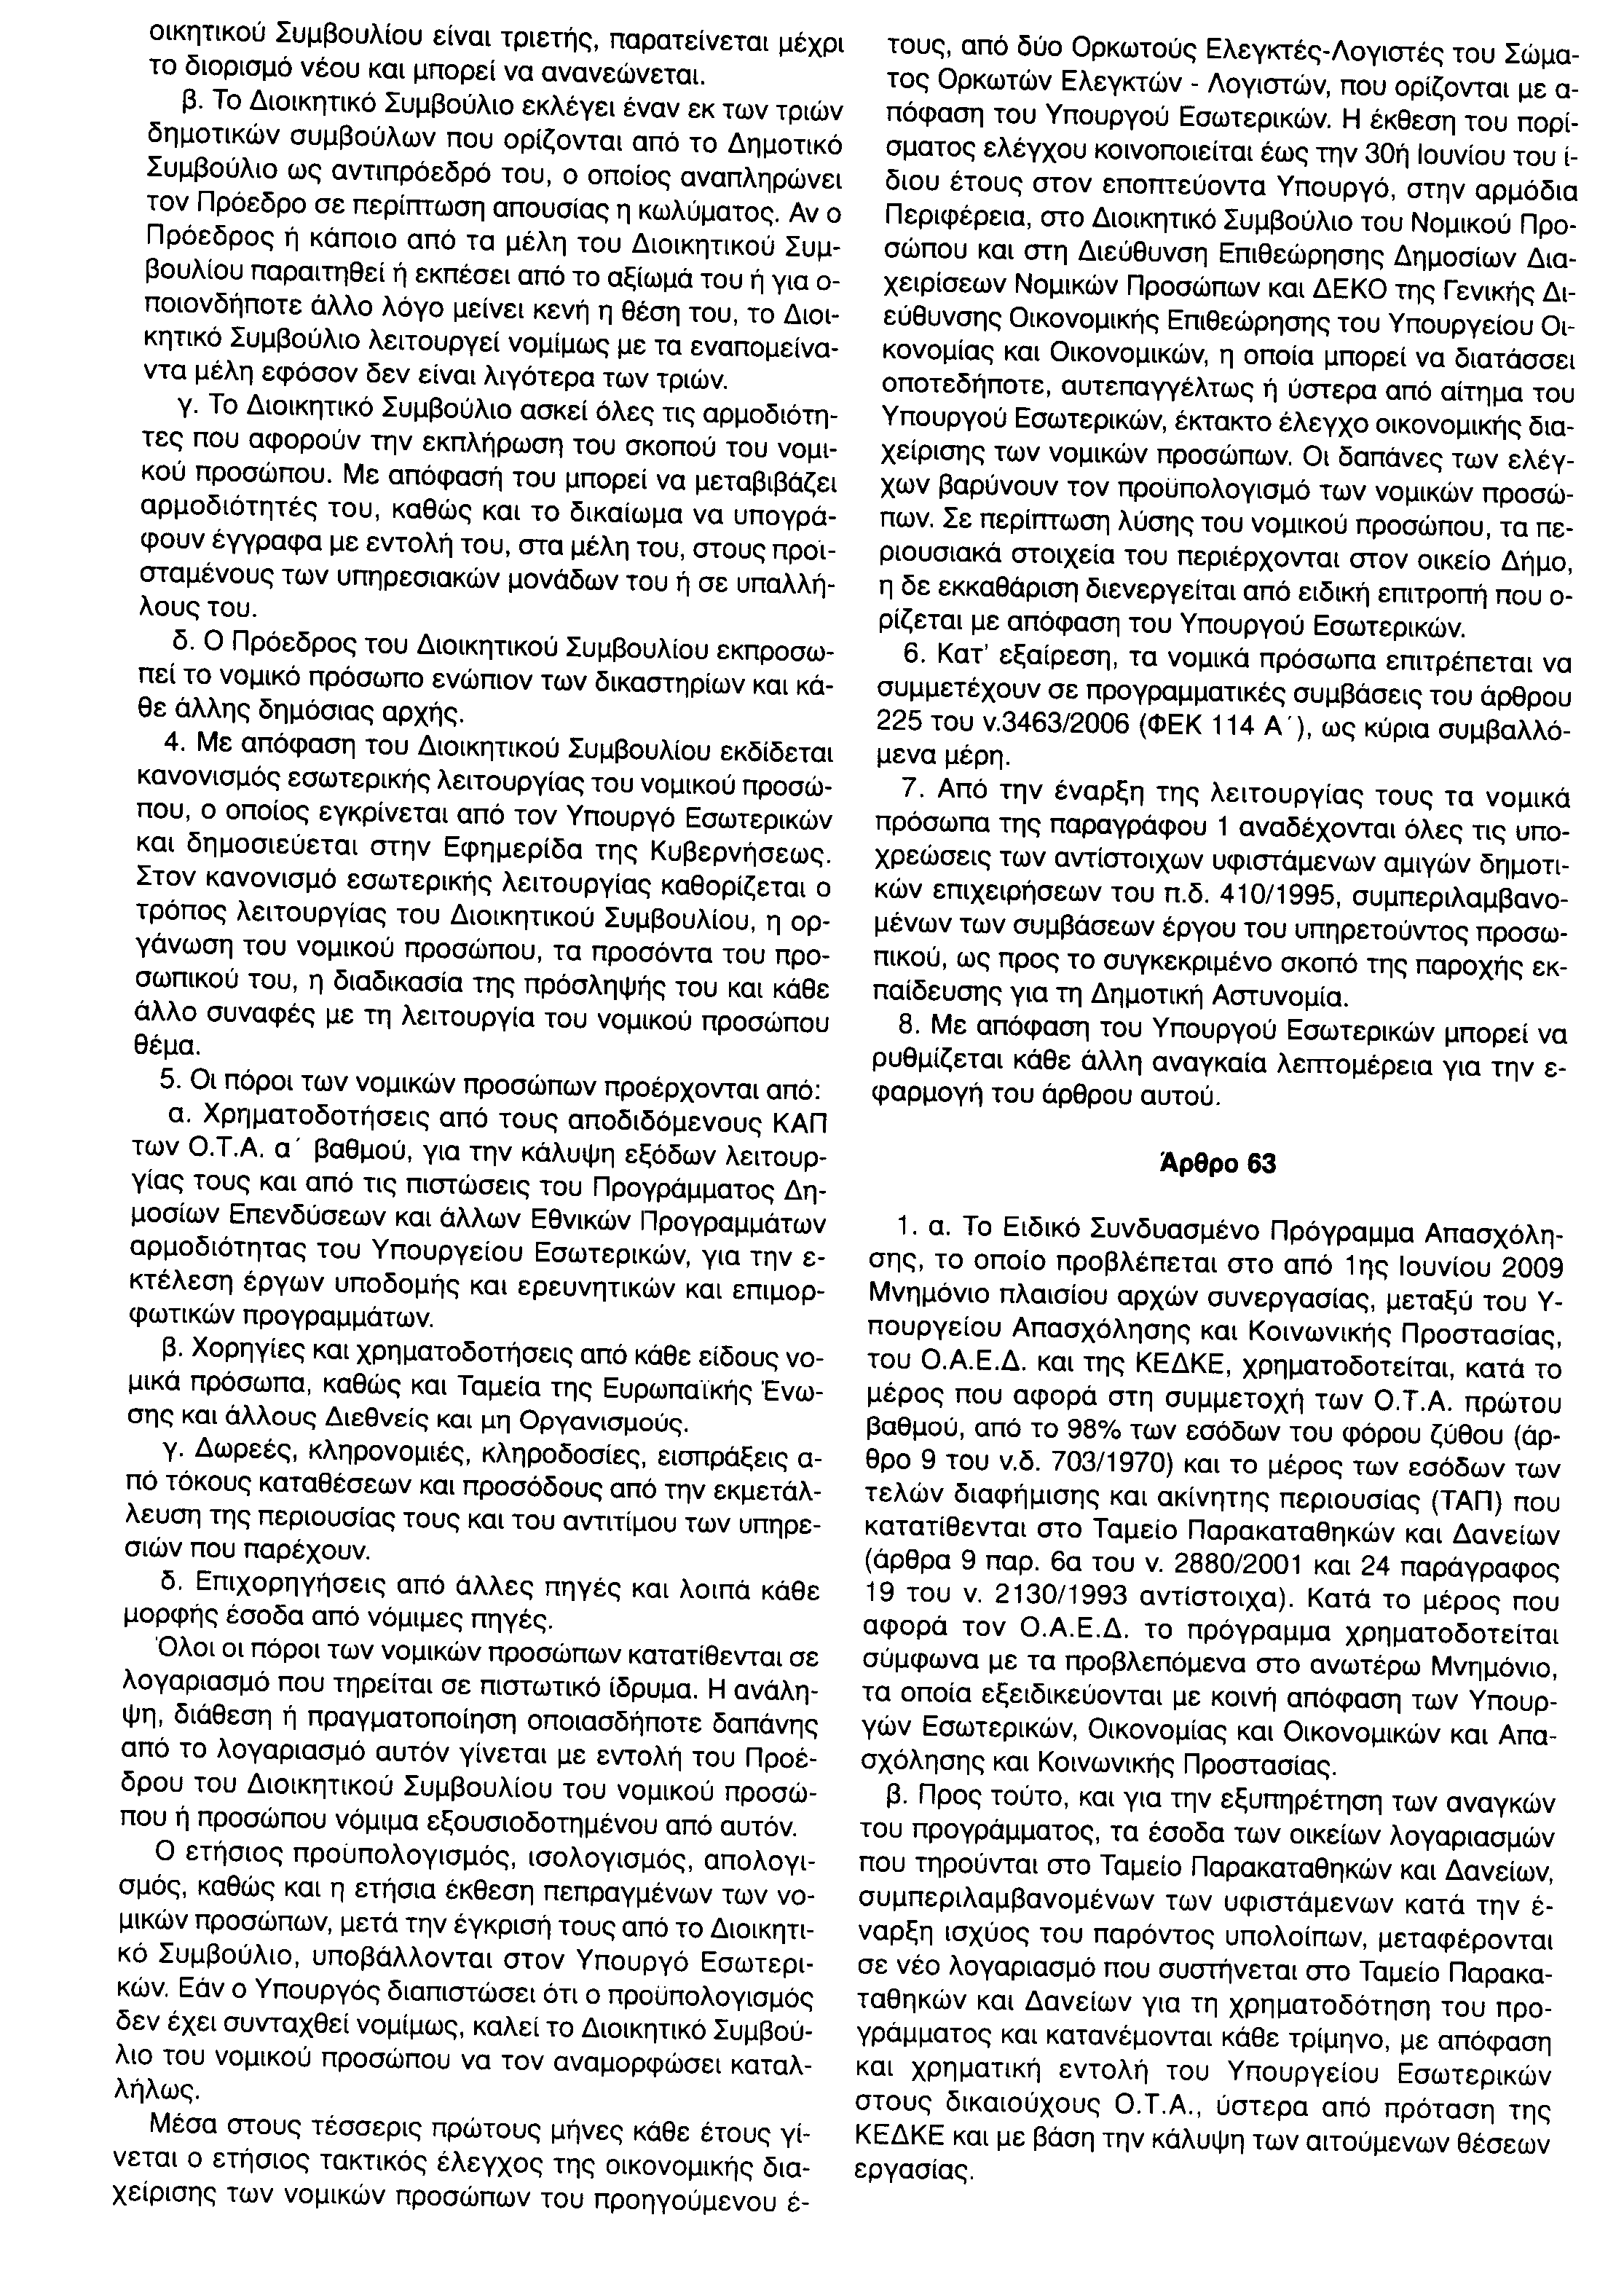 οικητικού Συμβουλίου είναι τριετής, παρατείνεται μέχρι
το διορισμό νέου και μπορεί να ανανεώνεται.
β. Το Διοικητικό Συμβούλιο εκλέγει έναν εκ των τριών
δημοτικών συμβούλων που ορίζονται από το Δημοτικό
Συμβούλιο ως αντιπρόεδρό του, ο οποίος αναπληρώνει
τον Πρόεδρο σε περίπτωση απουσίας η κωλύματος. Αν ο
Πρόεδρος ή κάποιο από τα μέλη του Διοικητικού Συμ-
βουλίου παραιτηθεί ή εκπέσει από το αξίωμά του ή για ο-
ποιονδήποτε άλλο λόγο μείνει κενή η θέση του, το Διοι-
κητικό Συμβούλιο λειτουργεί νομίμως με τα εναπομείνα-
ντα μέλη εφόσον δεν είναι λιγότερα των τριών.
γ. Το Διοικητικό Συμβούλιο ασκεί όλες τις αρμοδιότη-
τες που αφορούν την εκπλήρωση του σκοπού του νομι-
κού προσώπου. Με απόφασή του μπορεί να μεταβιβάζει
αρμοδιότητές του, καθώς και το δικαίωμα να υπογρά-
φουν έγγραφα με εντολή του, στα μέλη του, στους προϊ-
σταμένους των υπηρεσιακών μονάδων του ή σε υπαλλή-
λους του.
δ. Ο Πρόεδρος του Διοικητικού Συμβουλίου εκπροσω-
πεί το νομικό πρόσωπο ενώπιον των δικαστηρίων και κά-
θε άλλης δημόσιας αρχής.
4. Με απόφαση του Διοικητικού Συμβουλίου εκδίδεται
κανονισμός εσωτερικής λειτουργίας του νομικού προσώ-
που, ο οποίος εγκρίνεται από τον Υπουργό Εσωτερικών
και δημοσιεύεται στην Εφημερίδα της Κυβερνήσεως.
Στον κανονισμό εσωτερικής λειτουργίας καθορίζεται ο
τρόπος λειτουργίας του Διοικητικού Συμβουλίου, η ορ-
γάνωση του νομικού προσώπου, τα προσόντα του προ-
σωπικού του, η διαδικασία της πρόσληψής του και κάθε
άλλο συναφές με τη λειτουργία του νομικού προσώπου
θέμα.
5. Οι πόροι των νομικών προσώπων προέρχονται από:
α. Χρηματοδοτήσεις από τους αποδιδόμενους ΚΑΠ
των Ο.Τ.Α. α΄ βαθμού, για την κάλυψη εξόδων λειτουρ-
γίας τους και από τις πιστώσεις του Προγράμματος Δη-
μοσίων Επενδύσεων και άλλων Εθνικών Προγραμμάτων
αρμοδιότητας του Υπουργείου Εσωτερικών, για την ε-
κτέλεση έργων υποδομής και ερευνητικών και επιμορ-
φωτικών προγραμμάτων.
β. Χορηγίες και χρηματοδοτήσεις από κάθε είδους νο-
μικά πρόσωπα, καθώς και Ταμεία της Ευρωπαϊκής Ένω-
σης και άλλους Διεθνείς και μη Οργανισμούς.
γ. Δωρεές, κληρονομιές, κληροδοσίες, εισπράξεις α-
πό τόκους καταθέσεων και προσόδους από την εκμετάλ-
λευση της περιουσίας τους και του αντιτίμου των υπηρε-
σιών που παρέχουν.
δ. Επιχορηγήσεις από άλλες πηγές και λοιπά κάθε
μορφής έσοδα από νόμιμες πηγές.
Όλοι οι πόροι των νομικών προσώπων κατατίθενται σε
λογαριασμό που τηρείται σε πιστωτικό ίδρυμα. Η ανάλη-
ψη, διάθεση ή πραγματοποίηση οποιασδήποτε δαπάνης
από το λογαριασμό αυτόν γίνεται με εντολή του Προέ-
δρου του Διοικητικού Συμβουλίου του νομικού προσώ-
που ή προσώπου νόμιμα εξουσιοδοτημένου από αυτόν.
Ο ετήσιος προϋπολογισμός, ισολογισμός, απολογι-
σμός, καθώς και η ετήσια έκθεση πεπραγμένων των νο-
μικών προσώπων, μετά την έγκρισή τους από το Διοικητι-
κό Συμβούλιο, υποβάλλονται στον Υπουργό Εσωτερι-
κών. Εάν ο Υπουργός διαπιστώσει ότι ο προϋπολογισμός
δεν έχει συνταχθεί νομίμως, καλεί το Διοικητικό Συμβού-
λιο του νομικού προσώπου να τον αναμορφώσει καταλ-
λήλως.
Μέσα στους τέσσερις πρώτους μήνες κάθε έτους γί-
νεται ο ετήσιος τακτικός έλεγχος της οικονομικής δια-
χείρισης των νομικών προσώπων του προηγούμενου έ-
τους, από δύο Ορκωτούς Ελεγκτές-Λογιστές του Σώμα-
τος Ορκωτών Ελεγκτών - Λογιστών, που ορίζονται με α-
πόφαση του Υπουργού Εσωτερικών. Η έκθεση του πορί-
σματος ελέγχου κοινοποιείται έως την 30ή Ιουνίου του ί-
διου έτους στον εποπτεύοντα Υπουργό, στην αρμόδια
Περιφέρεια, στο Διοικητικό Συμβούλιο του Νομικού Προ-
σώπου και στη Διεύθυνση Επιθεώρησης Δημοσίων Δια-
χειρίσεων Νομικών Προσώπων και ΔΕΚΟ της Γενικής Δι-
εύθυνσης Οικονομικής Επιθεώρησης του Υπουργείου Οι-
κονομίας και Οικονομικών, η οποία μπορεί να διατάσσει
οποτεδήποτε, αυτεπαγγέλτως ή ύστερα από αίτημα του
Υπουργού Εσωτερικών, έκτακτο έλεγχο οικονομικής δια-
χείρισης των νομικών προσώπων. Οι δαπάνες των ελέγ-
χων βαρύνουν τον προϋπολογισμό των νομικών προσώ-
πων. Σε περίπτωση λύσης του νομικού προσώπου, τα πε-
ριουσιακά στοιχεία του περιέρχονται στον οικείο Δήμο,
η δε εκκαθάριση διενεργείται από ειδική επιτροπή που ο-
ρίζεται με απόφαση του Υπουργού Εσωτερικών.
6. Κατ’ εξαίρεση, τα νομικά πρόσωπα επιτρέπεται να
συμμετέχουν σε προγραμματικές συμβάσεις του άρθρου
225 του ν.3463/2006 (ΦΕΚ 114 Α΄), ως κύρια συμβαλλό-
μενα μέρη.
7. Από την έναρξη της λειτουργίας τους τα νομικά
πρόσωπα της παραγράφου 1 αναδέχονται όλες τις υπο-
χρεώσεις των αντίστοιχων υφιστάμενων αμιγών δημοτι-
κών επιχειρήσεων του π.δ. 410/1995, συμπεριλαμβανο-
μένων των συμβάσεων έργου του υπηρετούντος προσω-
πικού, ως προς το συγκεκριμένο σκοπό της παροχής εκ-
παίδευσης για τη Δημοτική Αστυνομία.
8. Με απόφαση του Υπουργού Εσωτερικών μπορεί να
ρυθμίζεται κάθε άλλη αναγκαία λεπτομέρεια για την ε-
φαρμογή του άρθρου αυτού.
Άρθρο 63
1. α. Το Ειδικό Συνδυασμένο Πρόγραμμα Απασχόλη-
σης, το οποίο προβλέπεται στο από 1ης Ιουνίου 2009
Μνημόνιο πλαισίου αρχών συνεργασίας, μεταξύ του Υ-
πουργείου Απασχόλησης και Κοινωνικής Προστασίας,
του Ο.Α.Ε.Δ. και της ΚΕΔΚΕ, χρηματοδοτείται, κατά το
μέρος που αφορά στη συμμετοχή των Ο.Τ.Α. πρώτου
βαθμού, από το 98% των εσόδων του φόρου ζύθου (άρ-
θρο 9 του ν.δ. 703/1970) και το μέρος των εσόδων των
τελών διαφήμισης και ακίνητης περιουσίας (ΤΑΠ) που
κατατίθενται στο Ταμείο Παρακαταθηκών και Δανείων
(άρθρα 9 παρ. 6α του ν. 2880/2001 και 24 παράγραφος
19 του ν. 2130/1993 αντίστοιχα). Κατά το μέρος που
αφορά τον Ο.Α.Ε.Δ. το πρόγραμμα χρηματοδοτείται
σύμφωνα με τα προβλεπόμενα στο ανωτέρω Μνημόνιο,
τα οποία εξειδικεύονται με κοινή απόφαση των Υπουρ-
γών Εσωτερικών, Οικονομίας και Οικονομικών και Απα-
σχόλησης και Κοινωνικής Προστασίας.
β. Προς τούτο, και για την εξυπηρέτηση των αναγκών
του προγράμματος, τα έσοδα των οικείων λογαριασμών
που τηρούνται στο Ταμείο Παρακαταθηκών και Δανείων,
συμπεριλαμβανομένων των υφιστάμενων κατά την έ-
ναρξη ισχύος του παρόντος υπολοίπων, μεταφέρονται
σε νέο λογαριασμό που συστήνεται στο Ταμείο Παρακα-
ταθηκών και Δανείων για τη χρηματοδότηση του προ-
γράμματος και κατανέμονται κάθε τρίμηνο, με απόφαση
και χρηματική εντολή του Υπουργείου Εσωτερικών
στους δικαιούχους Ο.Τ.Α., ύστερα από πρόταση της
ΚΕΔΚΕ και με βάση την κάλυψη των αιτούμενων θέσεων
εργασίας.